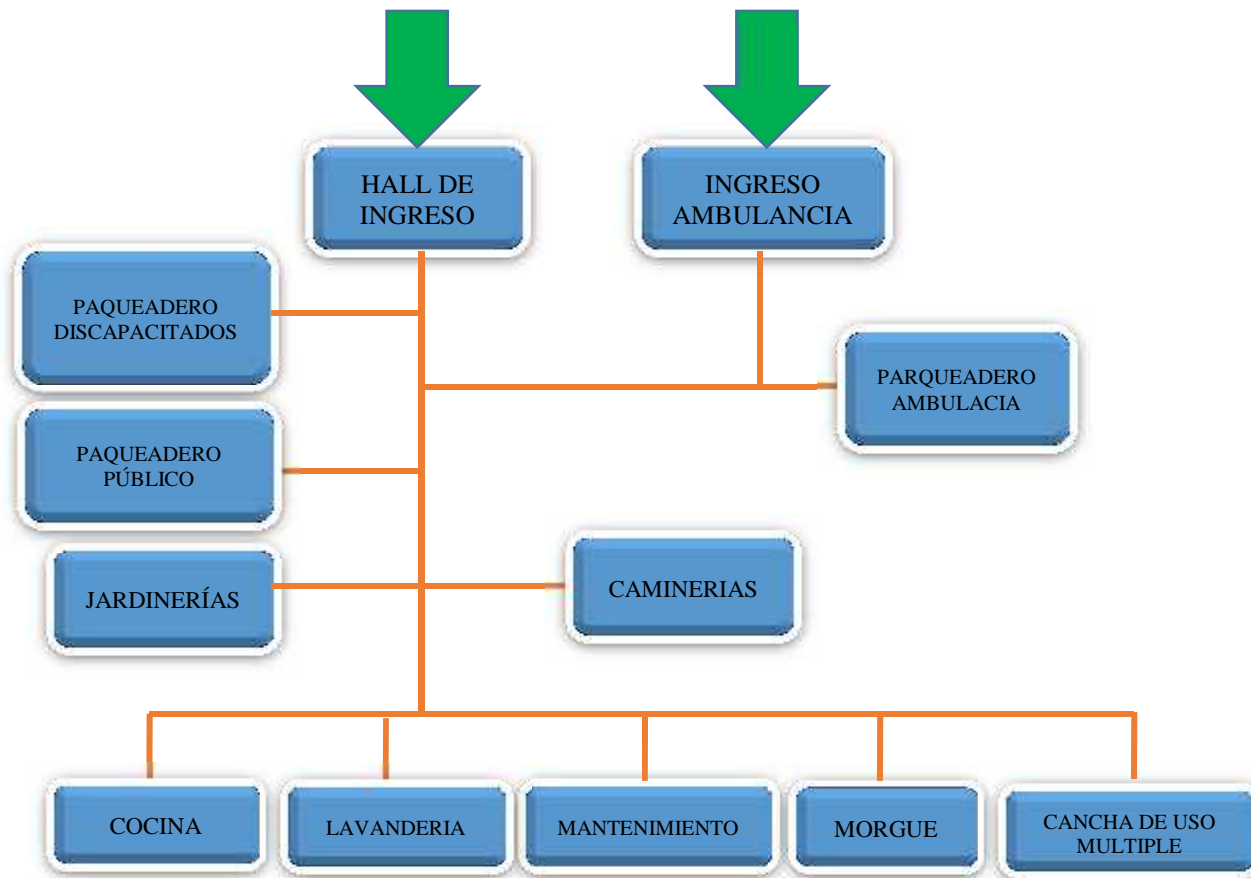 HALL DE
INGRESO
INGRESO
AMBULANCIA
PAQUEADERO
DISCAPACITADOS
PARQUEADERO
AMBULACIA
PAQUEADERO
PÚBLICO
JARDINERÍAS
CAMINERIAS
COCINA
LAVANDERIA
MANTENIMIENTO
MORGUE
CANCHA DE USO
MULTIPLE